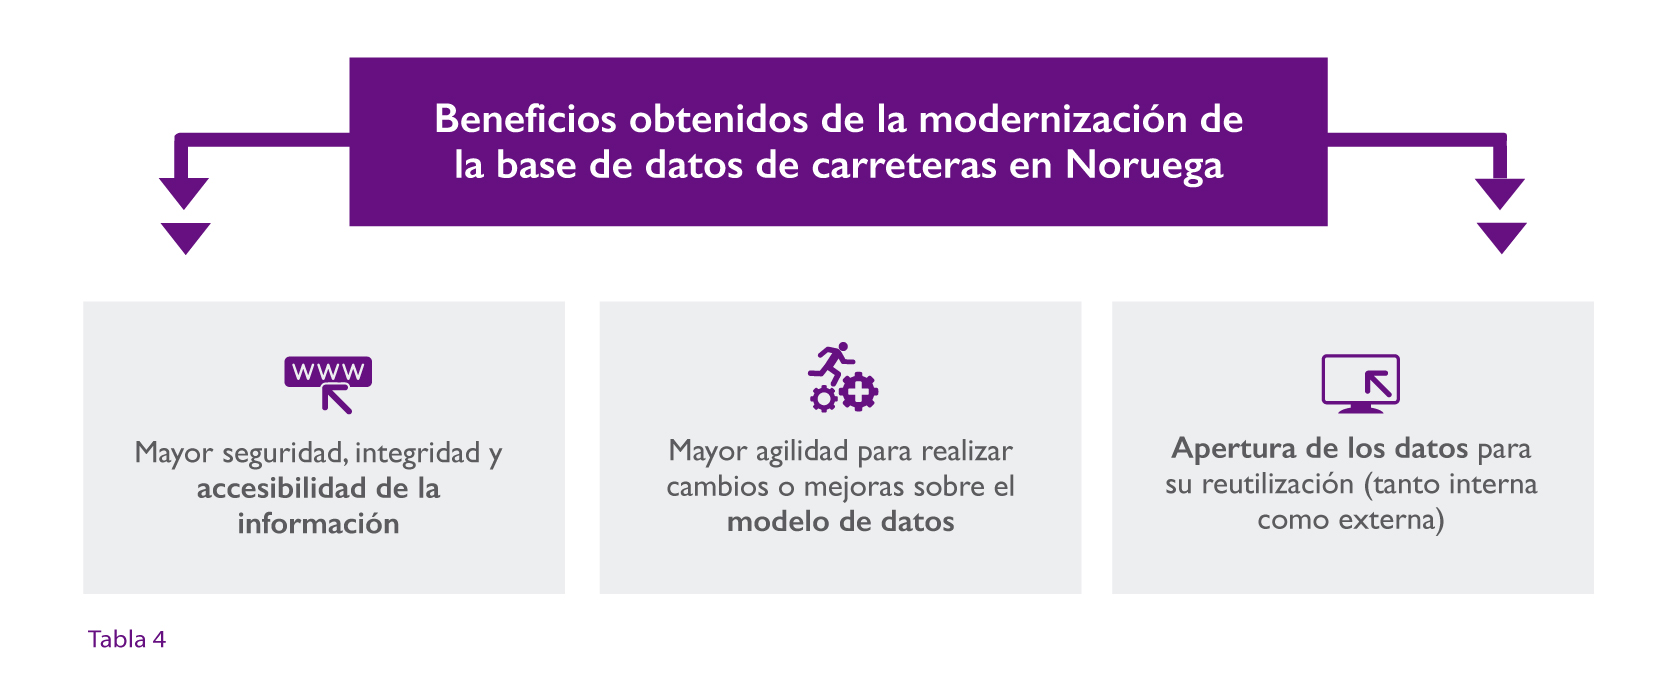 Beneficios obtenidos de la modernización de
la base de datos de carreteras en Noruega
WWW
Mayor seguridad, integridad y
accesibilidad de la
información
Mayor agilidad para realizar
cambios o mejoras sobre el
modelo de datos
Apertura de los datos para
su reutilización (tanto interna
como externa)
Tabla 4